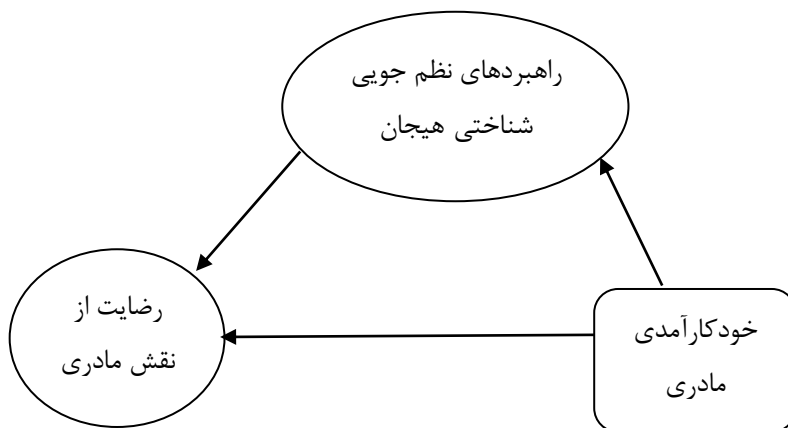 راهبردهای نظم جویی
شناختی هیجان
خودکارآمدی
مادری
رضایت از
نقش مادری